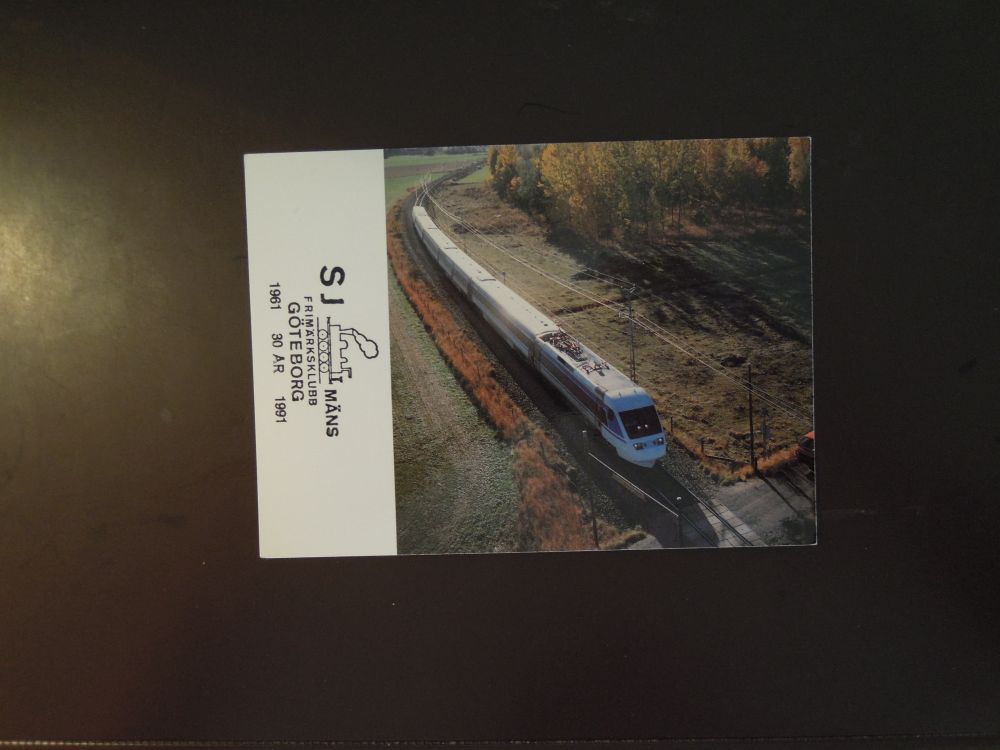 SJ MÄNS
FRIMÄRKSKLUBB
GÖTEBORG
1961 30 ÅR 1991